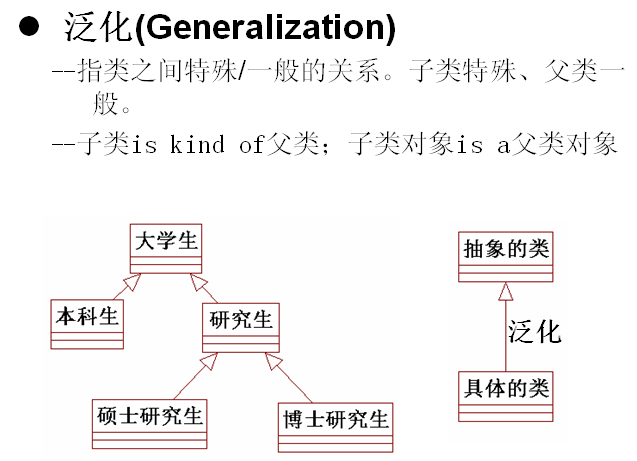 ● 泛化(Generalization)
--指类之间特殊/一般的关系。子类特殊、父类一
般。
--子类is kind of父类；子类对象is a父类对象
大学生
抽象的类
本科生
研究生
泛化
硕士研究生
博士研究生
具体的类